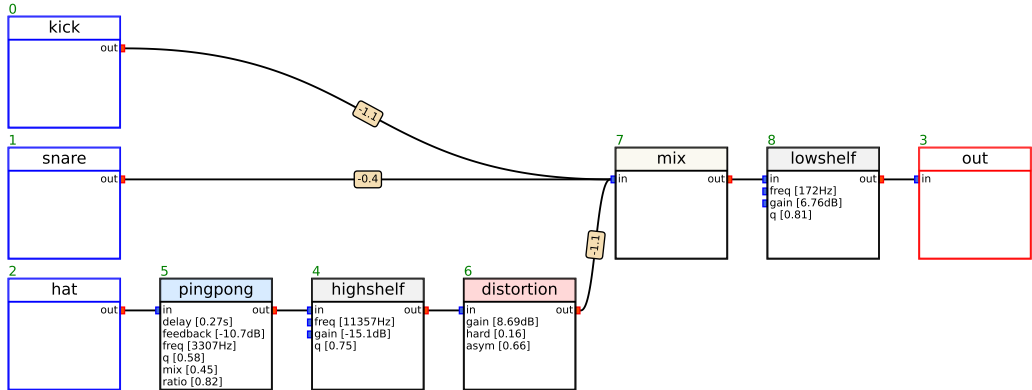 0
kick
out
-1.1
1
snare
out
-0.4
7
mix
in out
8
lowshelf
in out
freq [172Hz]
gain [6.76dB]
q [0.81]
3
out
in
-1.1
2
hat
out
5
pingpong
in out
delay [0.27s]
feedback [-10.7dB]
freq [3307Hz]
q [0.58]
mix [0.45]
ratio [0.82]
4
highshelf
in out
freq [11357Hz]
gain [-15.1dB]
q [0.75]
6
distortion
in out
gain [8.69dB]
hard [0.16]
asym [0.66]